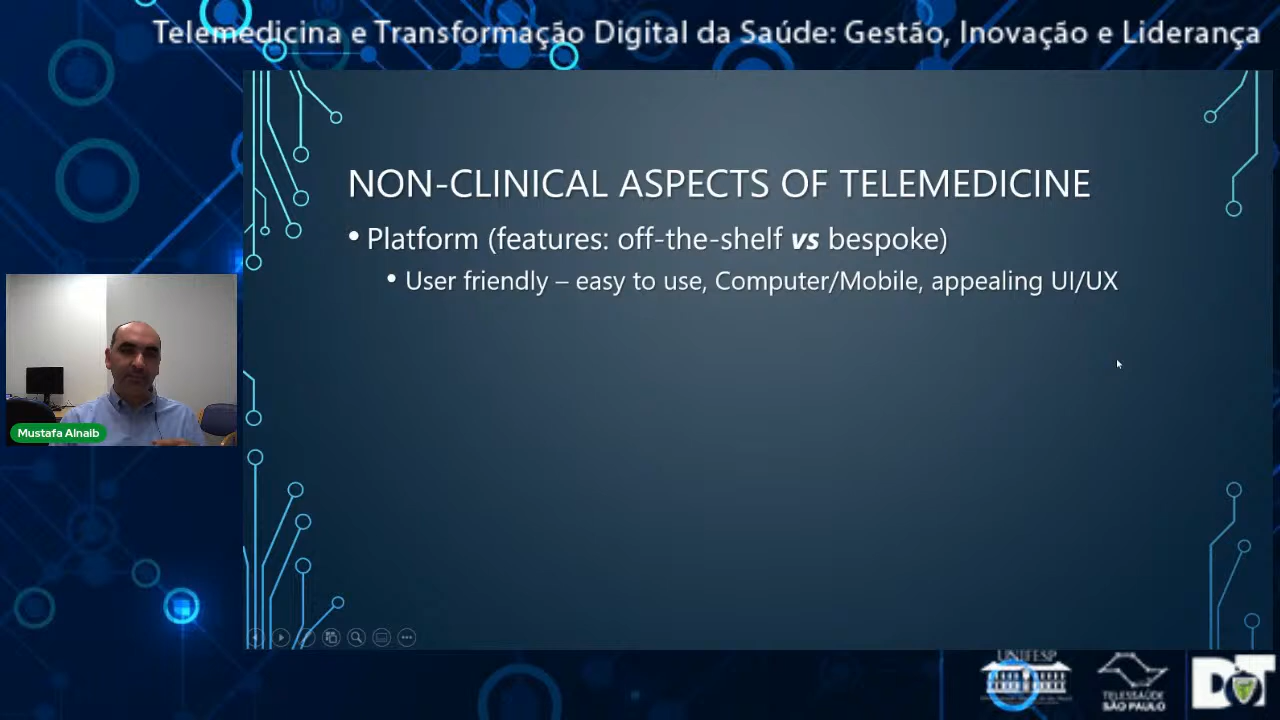 Telemedicina e Transformação Digital da Saúde: Gestão, Inovação e Liderança
NON-CLINICAL ASPECTS OF TELEMEDICINE
• Platform (features: off-the-shelf vs bespoke)
• User friendly – easy to use, Computer/Mobile, appealing UI/UX
Mustafa Alnaib
UNIFESP
TELESSAÚDE
SÃO PAULO
DOT